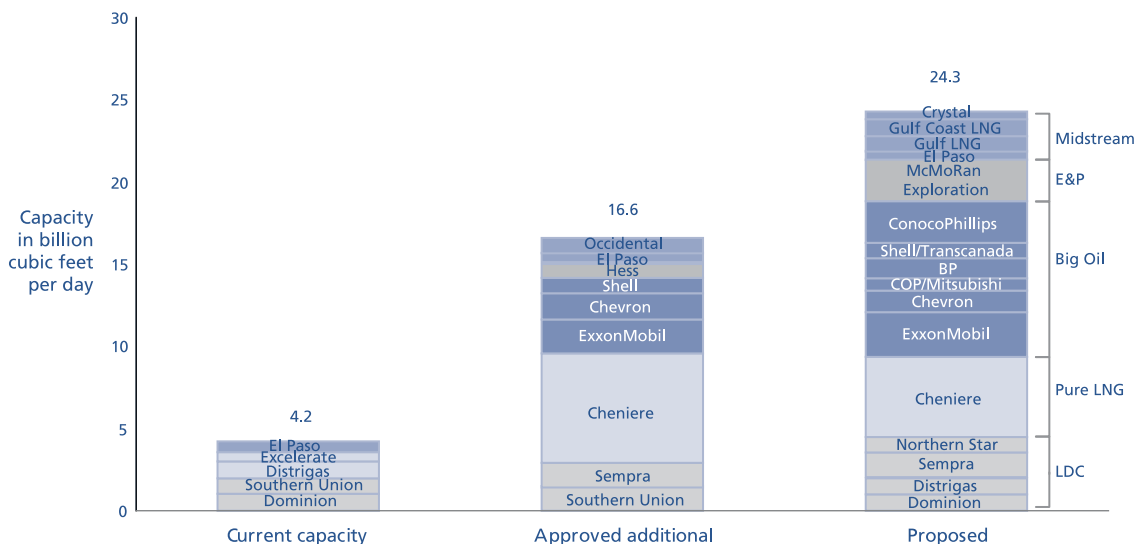 30
25
20
15
10
5
0
Capacity
in billion
cubic feet
per day
4.2
El Paso
Excelerate
Distrigas
Southern Union
Dominion
Current capacity
16.6
Occidental
El Paso
Hess
Shell
Chevron
ExxonMobil
Cheniere
Sempra
Southern Union
Approved additional
24.3
Crystal
Gulf Coast LNG
Gulf LNG
El Paso
McMoRan
Exploration
ConocoPhillips
Shell/Transcanada
BP
COP/Mitsubishi
Chevron
ExxonMobil
Cheniere
Northern Star
Sempra
Distrigas
Dominion
Proposed
Midstream
E&P
Big Oil
Pure LNG
LDC